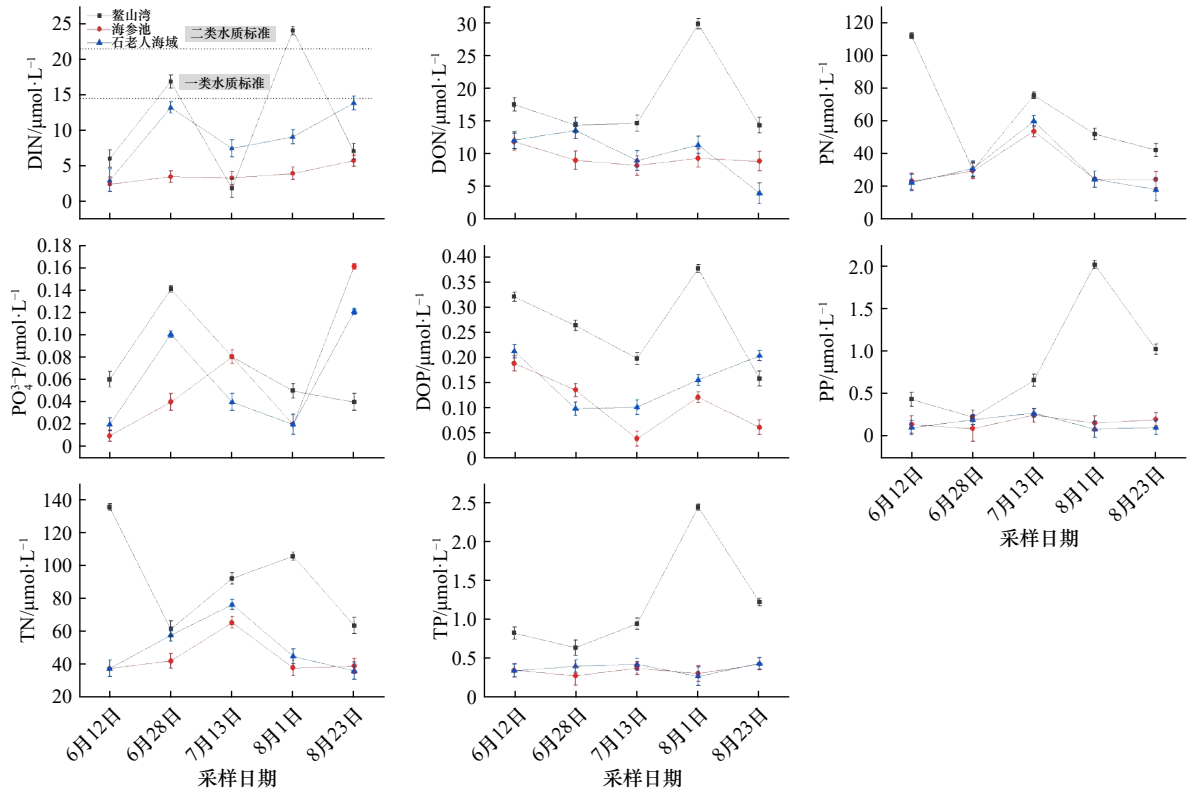 鳌山湾
海参池
石老人海域
二类水质标准
一类水质标准
DIN/μmol·L⁻¹
25
20
15
10
5
0
DON/μmol·L⁻¹
30
25
20
15
10
5
0
PN/μmol·L⁻¹
120
100
80
60
40
20
0
PO₄³⁻P/μmol·L⁻¹
0.18
0.16
0.14
0.12
0.10
0.08
0.06
0.04
0.02
0
DOP/μmol·L⁻¹
0.40
0.35
0.30
0.25
0.20
0.15
0.10
0.05
0
PP/μmol·L⁻¹
2.0
1.5
1.0
0.5
0
6月12日
6月28日
7月13日
8月1日
8月23日
采样日期
TN/μmol·L⁻¹
140
120
100
80
60
40
20
6月12日
6月28日
7月13日
8月1日
8月23日
采样日期
TP/μmol·L⁻¹
2.5
2.0
1.5
1.0
0.5
0
6月12日
6月28日
7月13日
8月1日
8月23日
采样日期